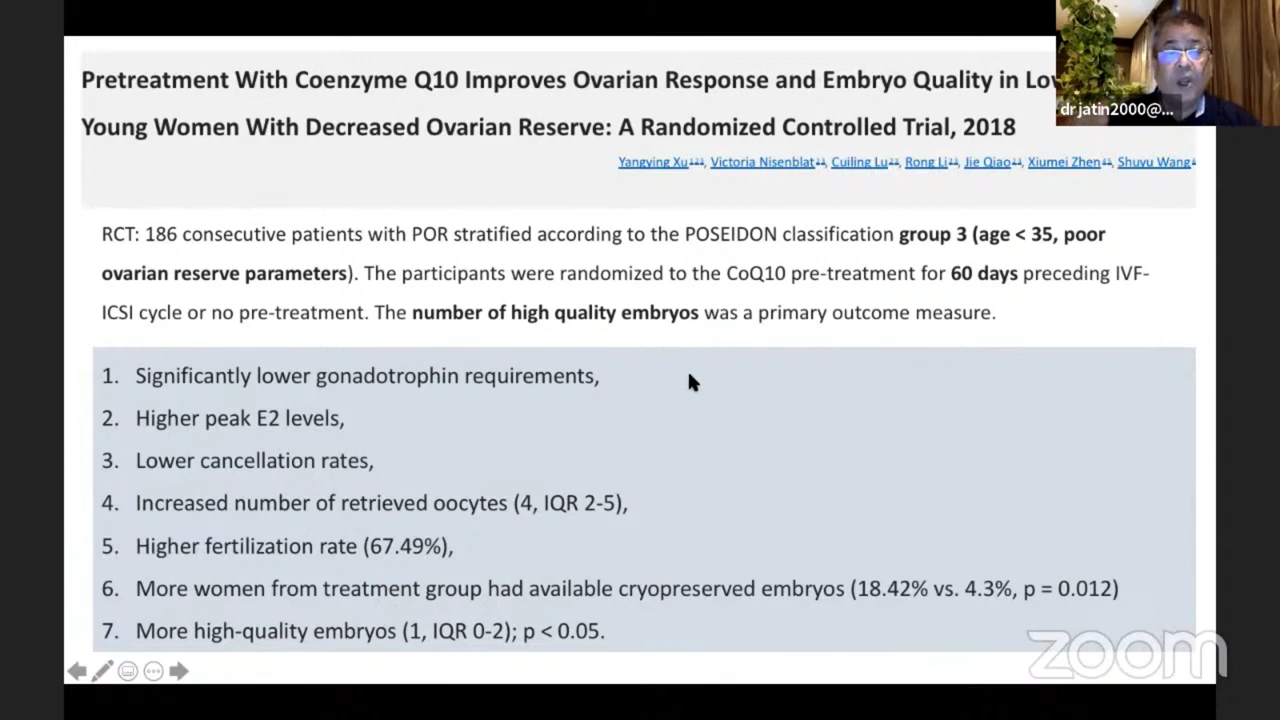 Pretreatment With Coenzyme Q10 Improves Ovarian Response and Embryo Quality in
Young Women With Decreased Ovarian Reserve: A Randomized Controlled Trial, 2018
drjatin2000@...
Yangying Xu, Victoria Nisenblat, Cuiling Lu, Rong Li, Jie Qiao, Xiumei Zhen, Shuyu Wang
RCT: 186 consecutive patients with POR stratified according to the POSEIDON classification group 3 (age < 35, poor
ovarian reserve parameters). The participants were randomized to the CoQ10 pre-treatment for 60 days preceding IVF-
ICSI cycle or no pre-treatment. The number of high quality embryos was a primary outcome measure.
1. Significantly lower gonadotrophin requirements,
2. Higher peak E2 levels,
3. Lower cancellation rates,
4. Increased number of retrieved oocytes (4, IQR 2-5),
5. Higher fertilization rate (67.49%),
6. More women from treatment group had available cryopreserved embryos (18.42% vs. 4.3%, p = 0.012)
7. More high-quality embryos (1, IQR 0-2); p < 0.05.
zoom